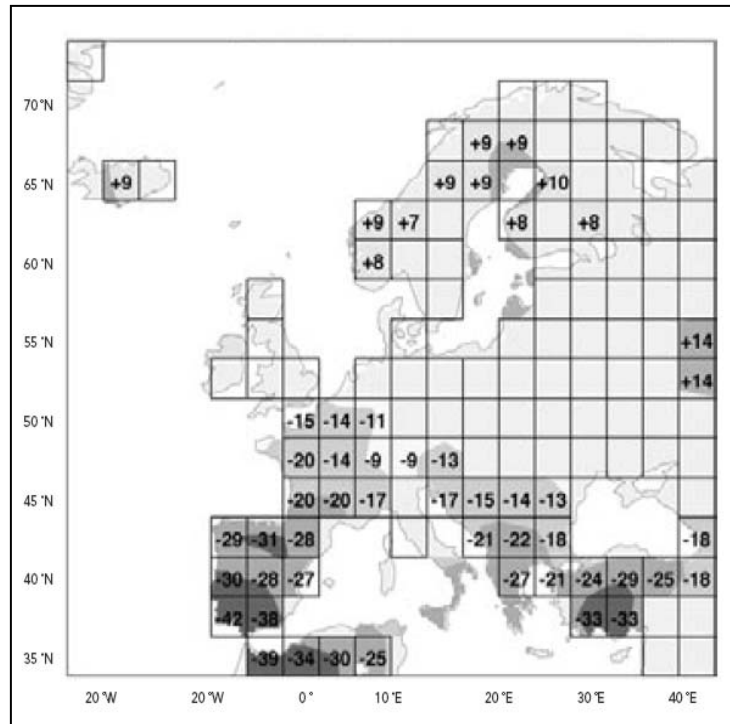 70 °N
+9 +9
+9 65 °N +9 +9 +10
+9 +7 +8 +8
60 °N +8
55 °N +14
+14
50 °N -15 -14 -11
-20 -14 -9 -9 -13
45 °N -20 -20 -17 -17 -15 -14 -13
-29 -31 -28 -21 -22 -18 -18
40 °N -30 -28 -27 -27 -21 -24 -29 -25 -18
-42 -38 -33 -33
35 °N -39 -34 -30 -25
20 °W 20 °W 0 ° 10 °E 20 °E 30 °E 40 °E